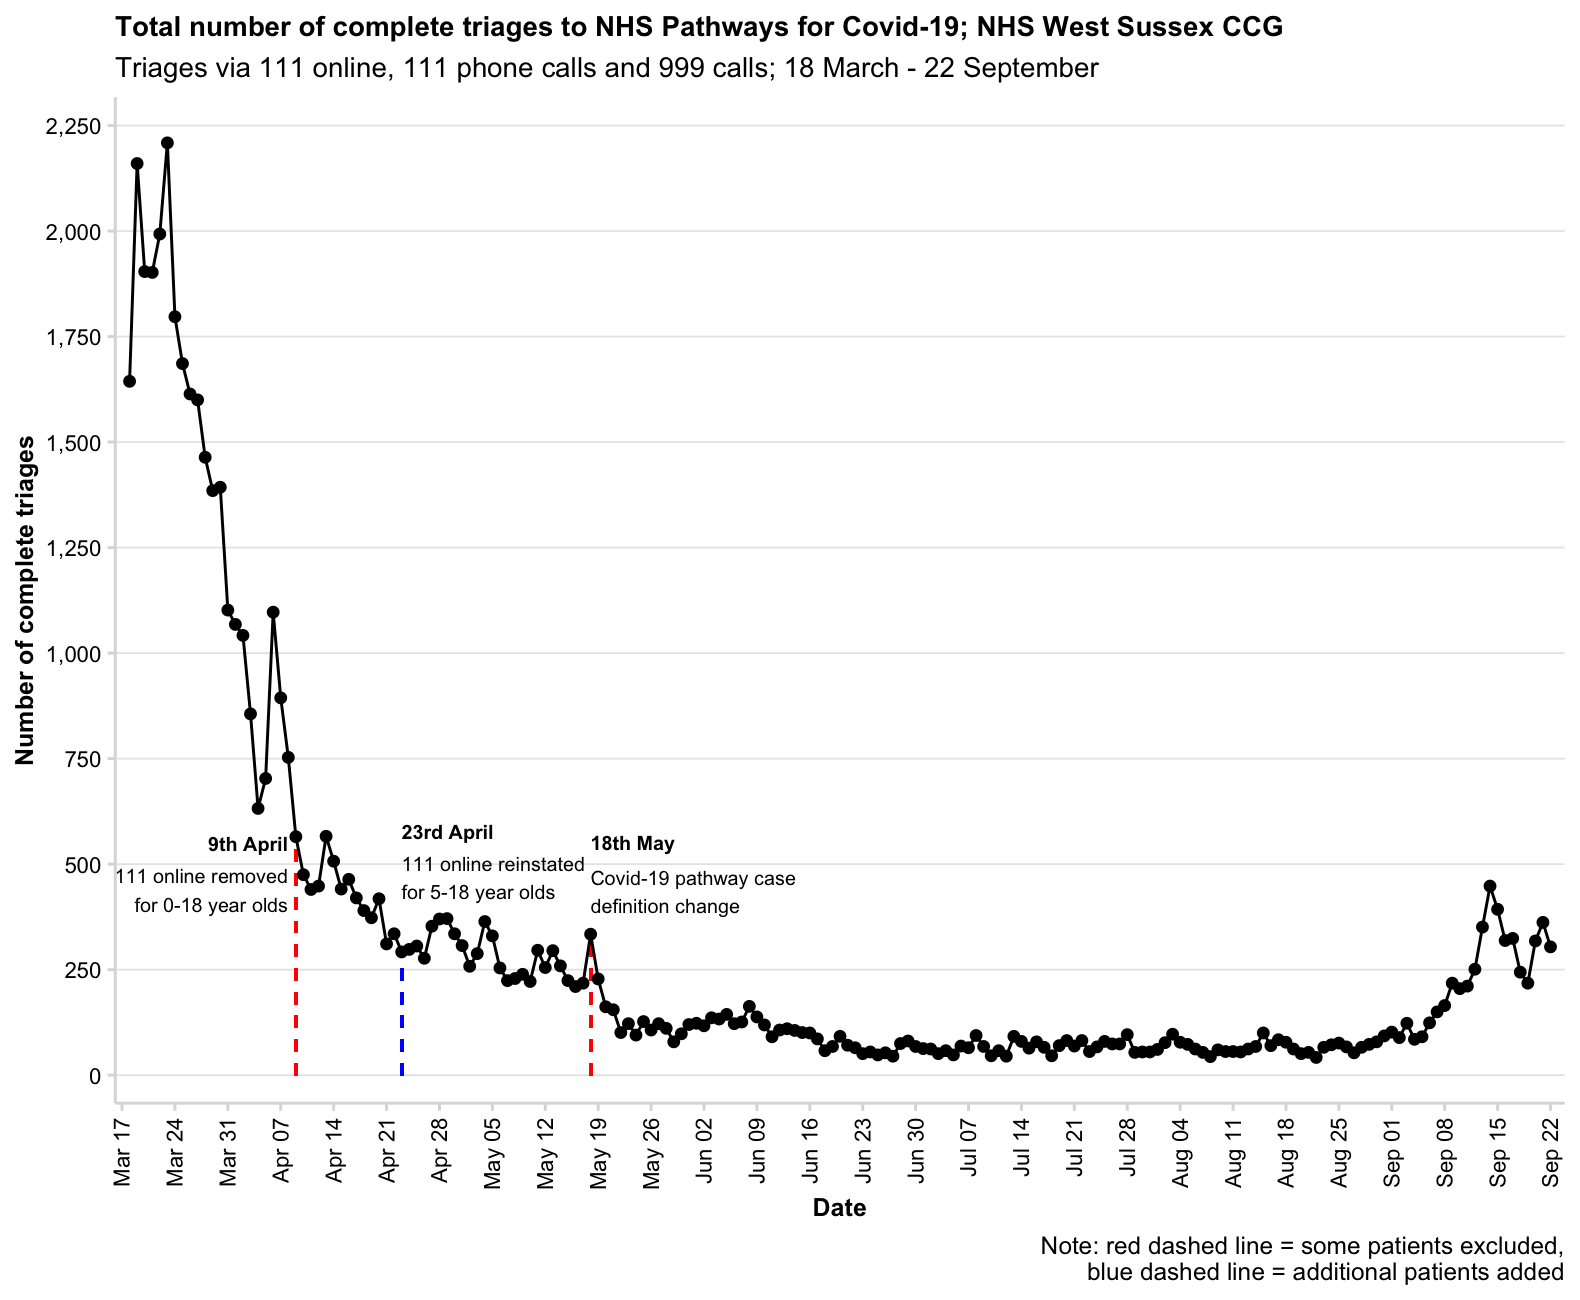 Total number of complete triages to NHS Pathways for Covid-19; NHS West Sussex CCG
Triages via 111 online, 111 phone calls and 999 calls; 18 March - 22 September
Number of complete triages
2,250
2,000
1,750
1,500
1,250
1,000
750
500
250
0
9th April
111 online removed
for 0-18 year olds
23rd April
111 online reinstated
for 5-18 year olds
18th May
Covid-19 pathway case
definition change
Mar 17
Mar 24
Mar 31
Apr 07
Apr 14
Apr 21
Apr 28
May 05
May 12
May 19
May 26
Jun 02
Jun 09
Jun 16
Jun 23
Jun 30
Jul 07
Jul 14
Jul 21
Jul 28
Aug 04
Aug 11
Aug 18
Aug 25
Sep 01
Sep 08
Sep 15
Sep 22
Date
Note: red dashed line = some patients excluded,
blue dashed line = additional patients added